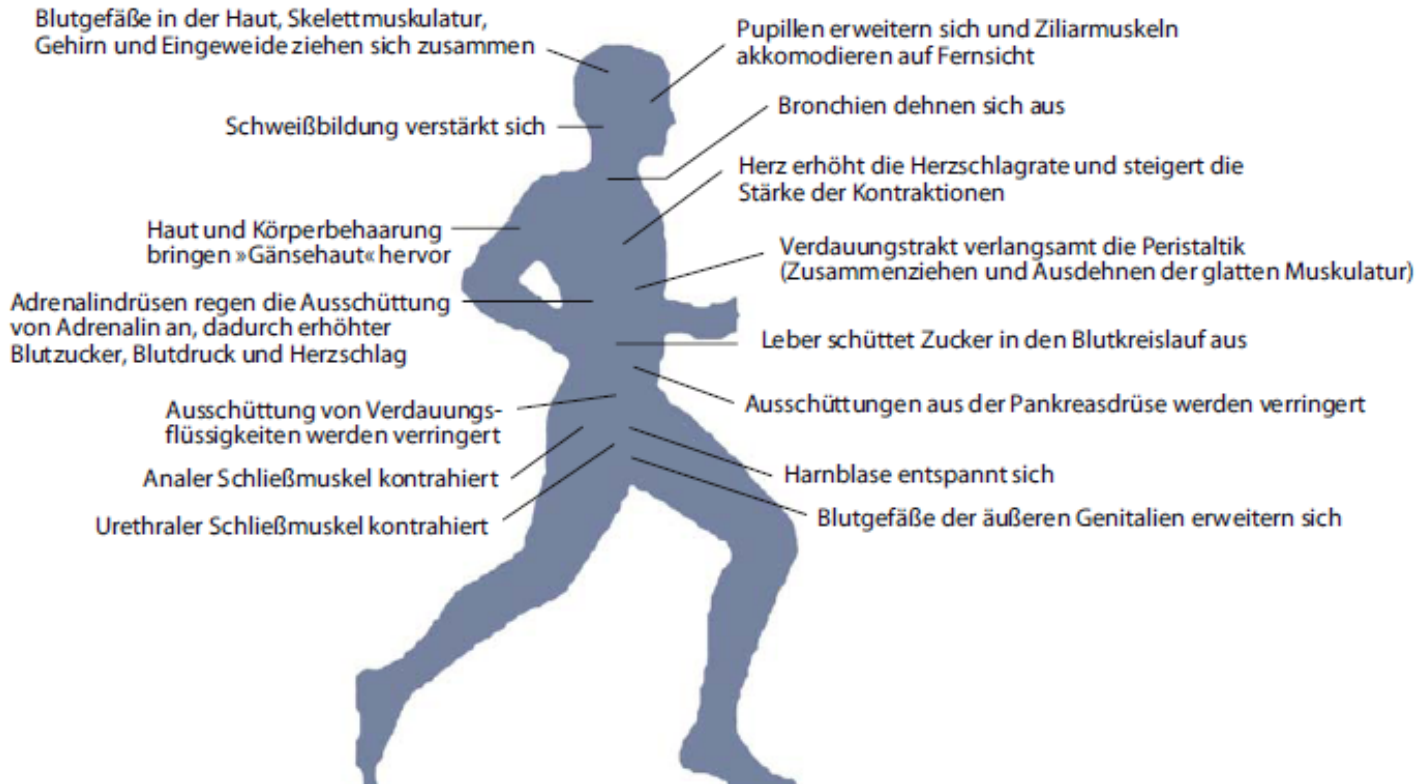 Blutgefäße in der Haut, Skelettmuskulatur,
Gehirn und Eingeweide ziehen sich zusammen
Pupillen erweitern sich und Ziliarmuskeln
akkomodieren auf Fernsicht
Bronchien dehnen sich aus
Schweißbildung verstärkt sich
Herz erhöht die Herzschlagrate und steigert die
Stärke der Kontraktionen
Haut und Körperbehaarung
bringen »Gänsehaut« hervor
Verdauungstrakt verlangsamt die Peristaltik
(Zusammenziehen und Ausdehnen der glatten Muskulatur)
Adrenalindrüsen regen die Ausschüttung
von Adrenalin an, dadurch erhöhter
Blutzucker, Blutdruck und Herzschlag
Leber schüttet Zucker in den Blutkreislauf aus
Ausschüttung von Verdauungs-
flüssigkeiten werden verringert
Ausschüttungen aus der Pankreasdrüse werden verringert
Analer Schließmuskel kontrahiert
Harnblase entspannt sich
Urethraler Schließmuskel kontrahiert
Blutgefäße der äußeren Genitalien erweitern sich